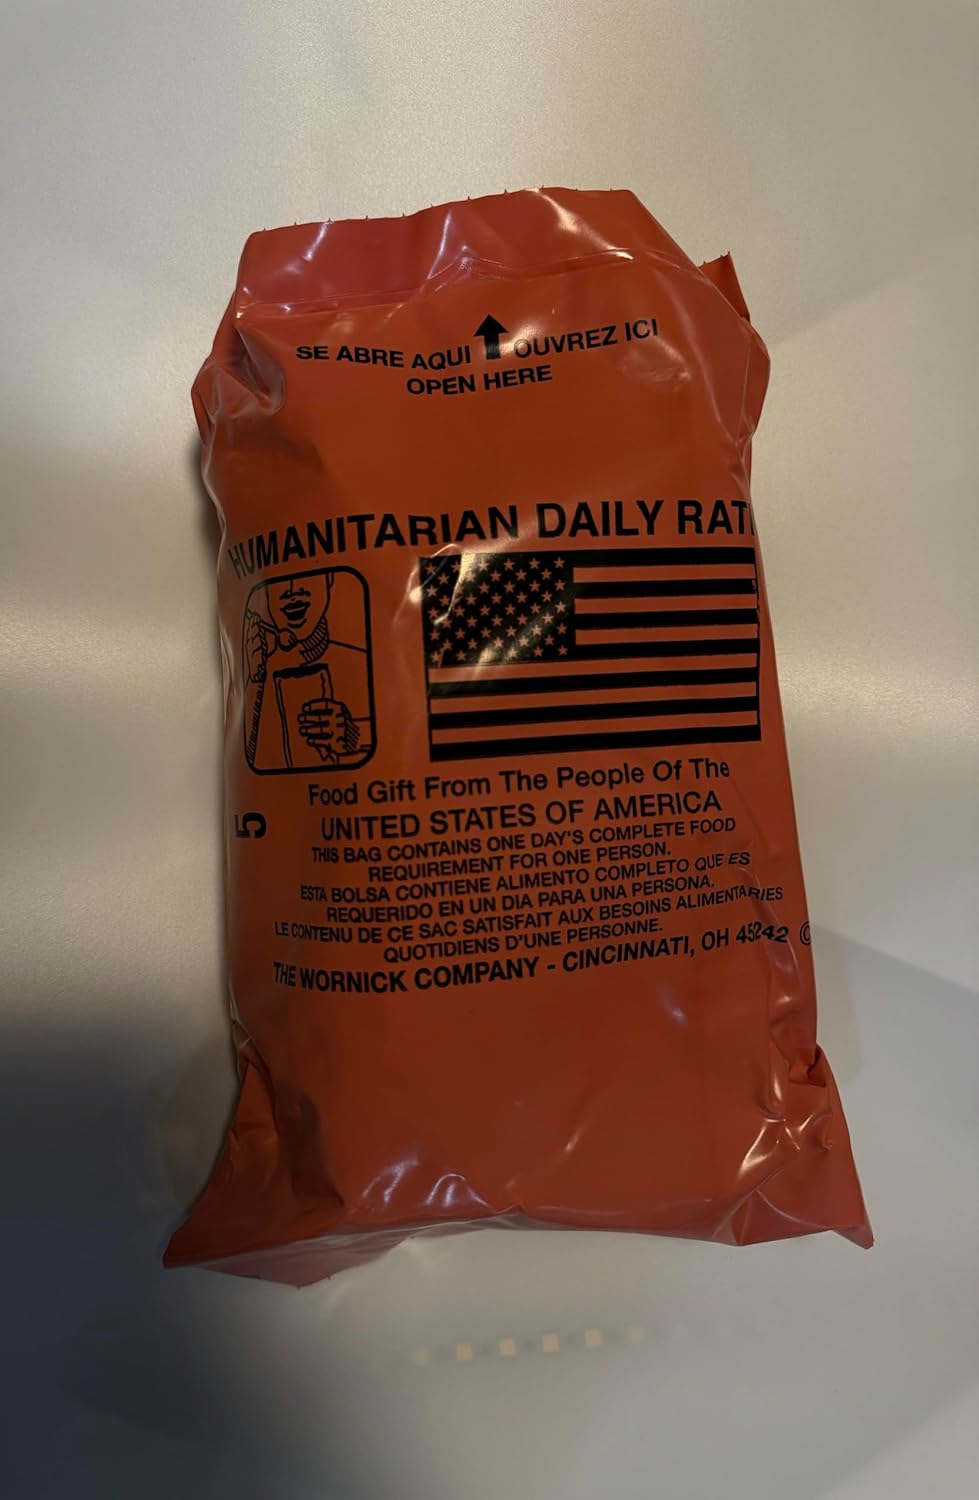 SE ABRE AQUI OUVREZ ICI
OPEN HERE
HUMANITARIAN DAILY RATI
Food Gift From The People Of The
UNITED STATES OF AMERICA
THIS BAG CONTAINS ONE DAY'S COMPLETE FOOD
REQUIREMENT FOR ONE PERSON.
ESTA BOLSA CONTIENE ALIMENTO COMPLETO QUE ES
REQUERIDO EN UN DIA PARA UNA PERSONA.
LE CONTENU DE CE SAC SATISFAIT AUX BESOINS ALIMENTARIES
QUOTIDIENS D'UNE PERSONNE.
THE WORNICK COMPANY - CINCINNATI, OH 45242 ©
5